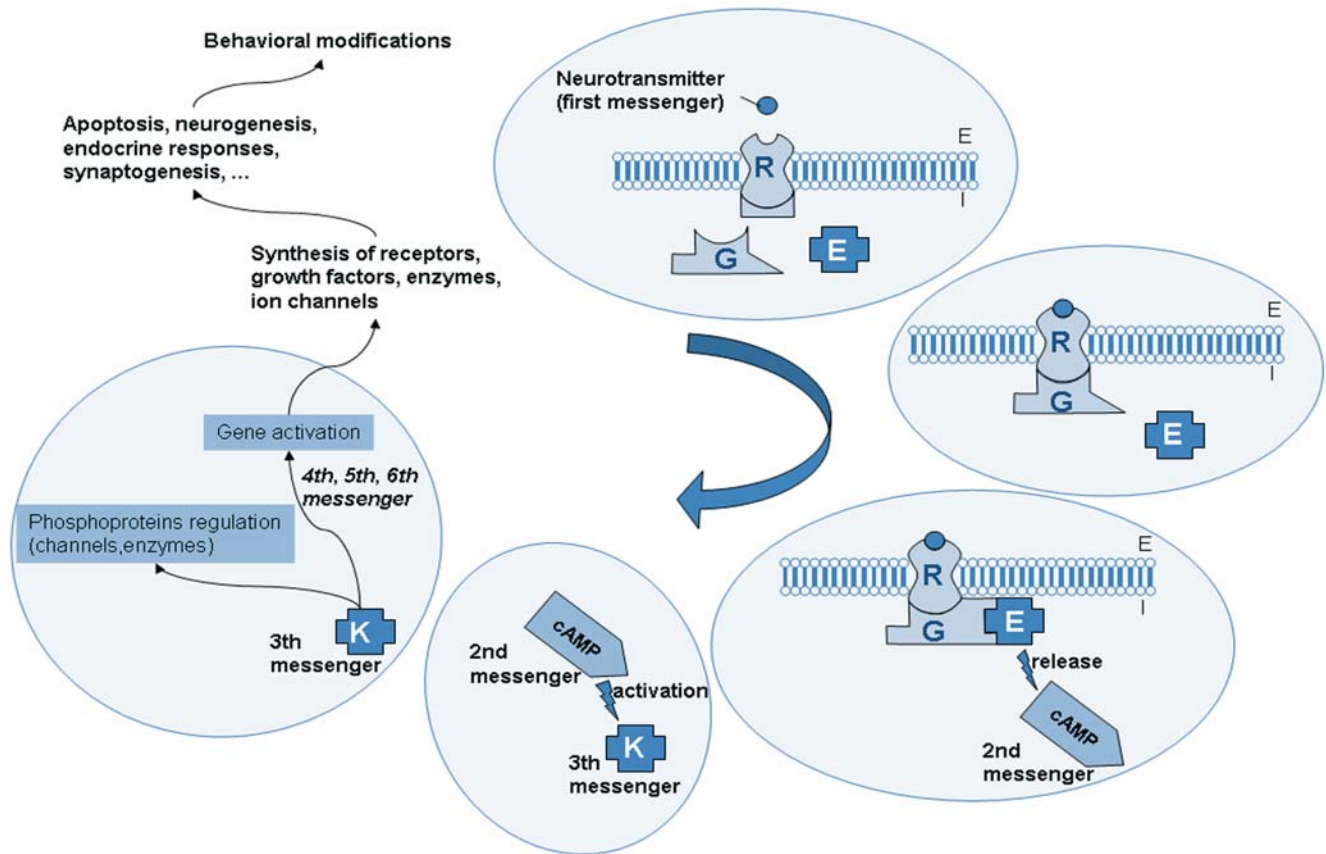 Behavioral modifications
Apoptosis, neurogenesis,
endocrine responses,
synaptogenesis, ...
Synthesis of receptors,
growth factors, enzymes,
ion channels
Gene activation
4th, 5th, 6th
messenger
Phosphoproteins regulation
(channels,enzymes)
K
3th
messenger
Neurotransmitter
(first messenger)
E
R
I
G
E
E
R
I
G
E
E
R
I
G
E
release
cAMP
2nd
messenger
cAMP
2nd
messenger
activation
K
3th
messenger